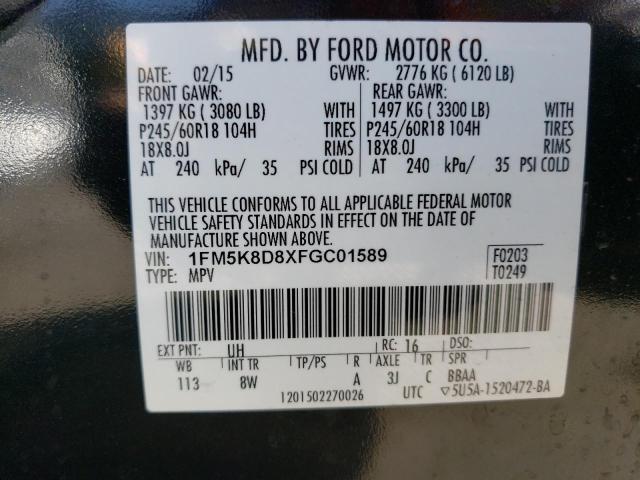 MFD. BY FORD MOTOR CO.
DATE: 02/15 GVWR: 2776 KG ( 6120 LB)
FRONT GAWR: REAR GAWR:
1397 KG ( 3080 LB) WITH 1497 KG ( 3300 LB) WITH
P245/60R18 104H TIRES P245/60R18 104H TIRES
18X8.0J RIMS 18X8.0J RIMS
AT 240 kPa/ 35 PSI COLD AT 240 kPa/ 35 PSI COLD
THIS VEHICLE CONFORMS TO ALL APPLICABLE FEDERAL MOTOR
VEHICLE SAFETY STANDARDS IN EFFECT ON THE DATE OF
MANUFACTURE SHOWN ABOVE.
VIN: 1FM5K8D8XFGC01589 F0203
TYPE: MPV T0249
EXT PNT: UH RC: 16 DSO:
WB INT TR TP/PS R AXLE TR SPR
113 8W A 3J C BBAA
1201502270026 UTC ▽5U5A-1520472-BA